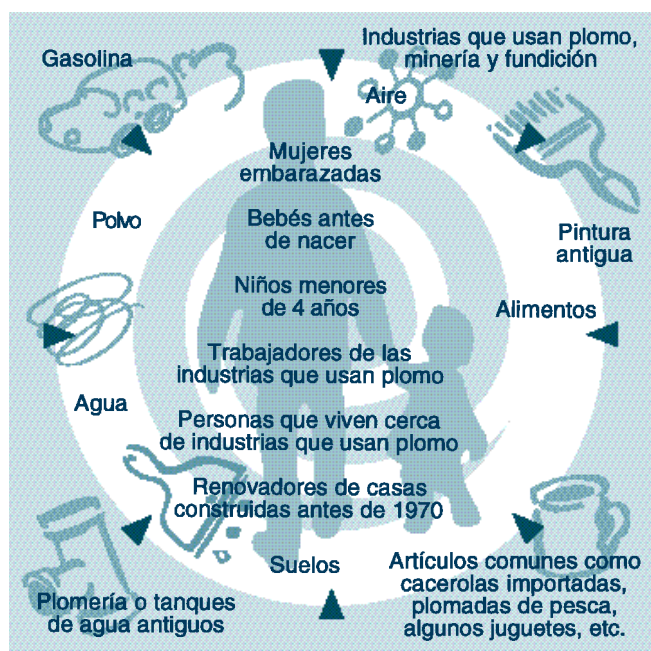 Gasolina
Industrias que usan plomo,
minería y fundición
Aire
Mujeres
embarazadas
Polvo
Bebés antes
de nacer
Pintura
antigua
Niños menores
de 4 años
Alimentos
Trabajadores de las
industrias que usan plomo
Agua
Personas que viven cerca
de industrias que usan plomo
Renovadores de casas
construidas antes de 1970
Suelos
Plomería o tanques
de agua antiguos
Artículos comunes como
cacerolas importadas,
plomadas de pesca,
algunos juguetes, etc.